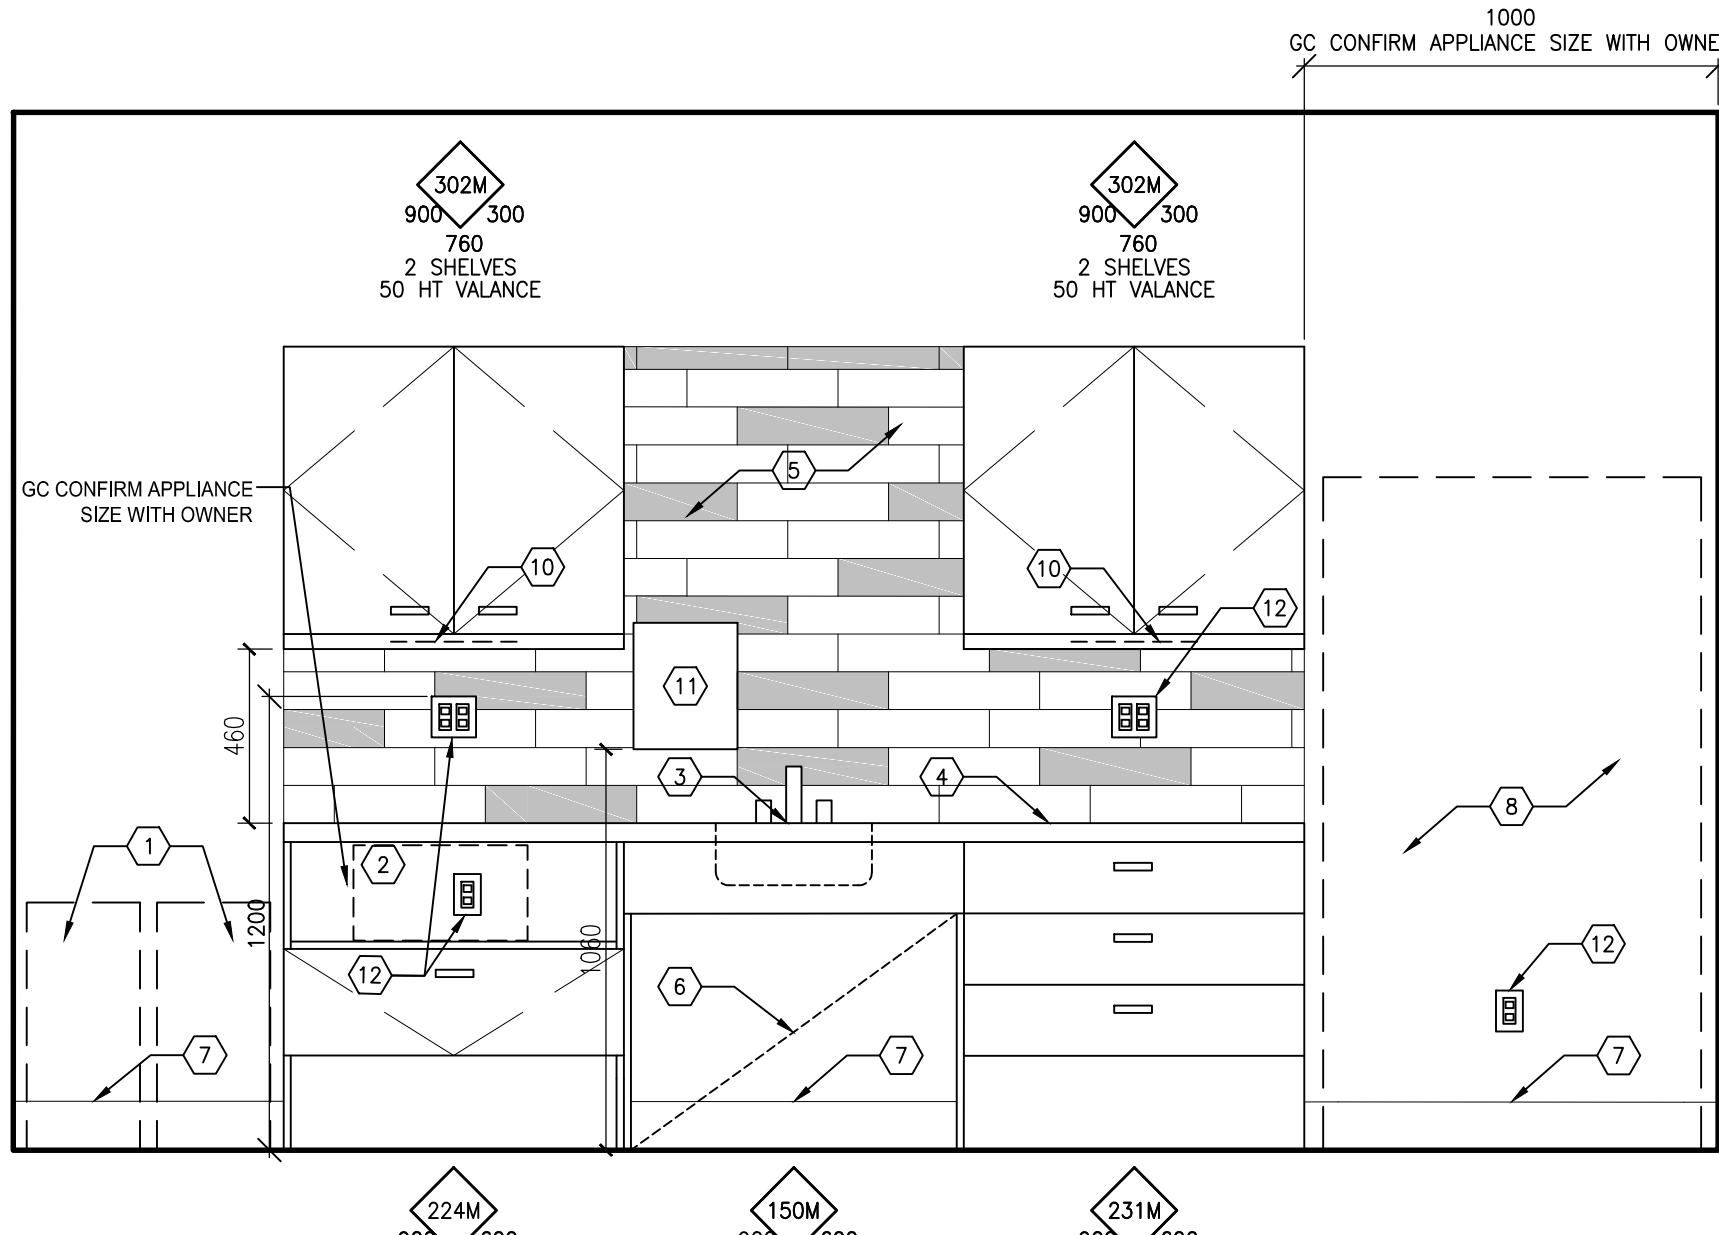 1000
GC CONFIRM APPLIANCE SIZE WITH OWNE
302M
900 300
760
2 SHELVES
50 HT VALANCE
302M
900 300
760
2 SHELVES
50 HT VALANCE
GC CONFIRM APPLIANCE
SIZE WITH OWNER
5
10
10
12
11
460
3
4
8
1
2
1200
1060
12
12
6
7
7
7
224M
150M
231M